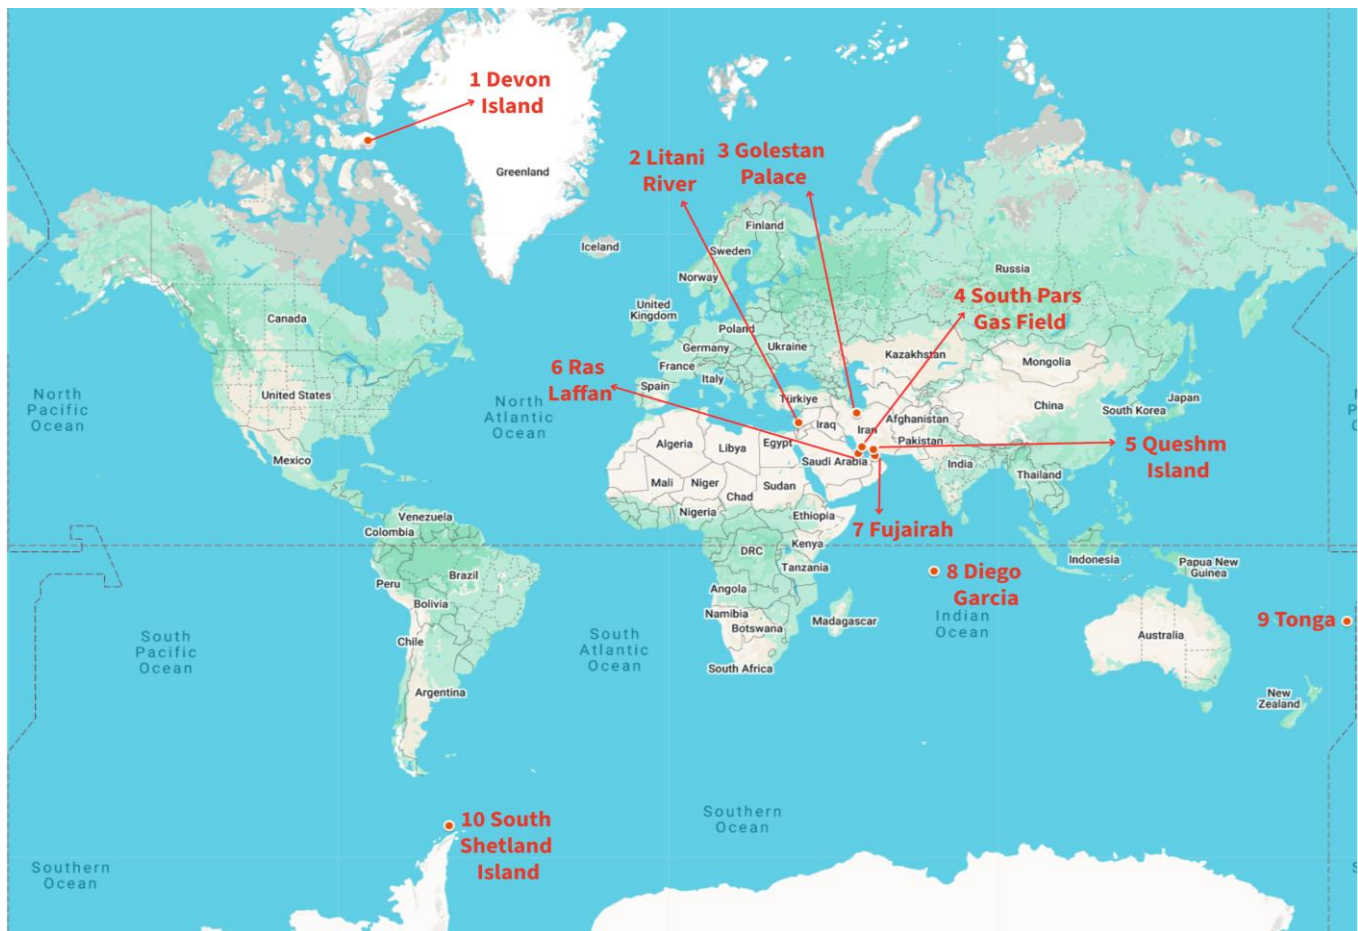 1 Devon
Island
Greenland
2 Litani
River
3 Golestan
Palace
Iceland
Finland
Sweden
Norway
Russia
4 South Pars
Gas Field
United
Kingdom
Poland
Germany
Ukraine
Kazakhstan
Mongolia
Canada
France
Italy
Spain
Türkiye
6 Ras
Laffan
United States
North
Pacific
Ocean
North
Atlantic
Ocean
China
Japan
South Korea
Iraq
Iran
Afghanistan
Pakistan
Algeria
Libya
Egypt
Saudi Arabia
5 Queshm
Island
Mexico
India
Thailand
Mali
Niger
Chad
Sudan
Nigeria
Ethiopia
7 Fujairah
Venezuela
Colombia
DRC
Kenya
Tanzania
Indonesia
Papua New
Guinea
8 Diego
Garcia
Indian
Ocean
Peru
Brazil
Bolivia
Angola
Namibia
Botswana
Madagascar
9 Tonga
South
Pacific
Ocean
Chile
South
Atlantic
Ocean
Australia
South Africa
Argentina
New
Zealand
10 South
Shetland
Island
Southern
Ocean
Southern
Ocean